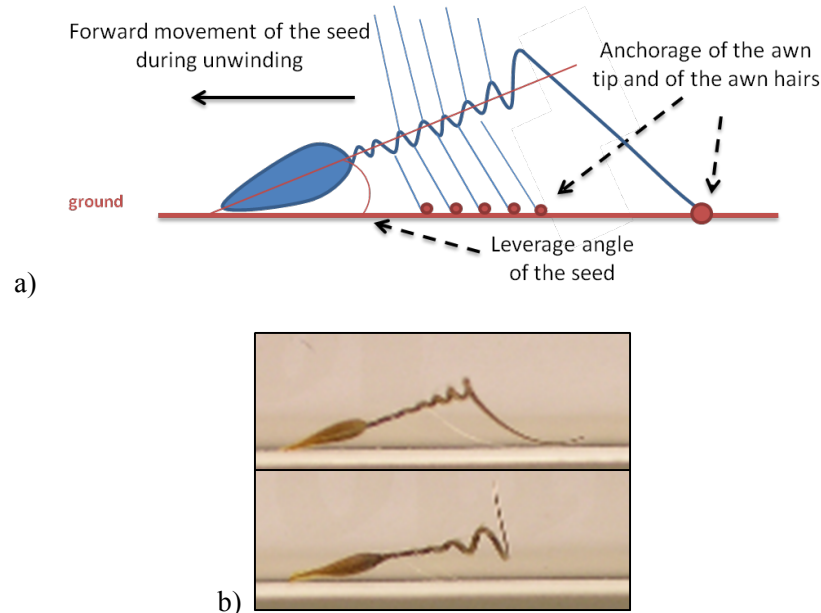 Forward movement of the seed
during unwinding
Anchorage of the awn
tip and of the awn hairs
ground
Leverage angle
of the seed
a)
b)